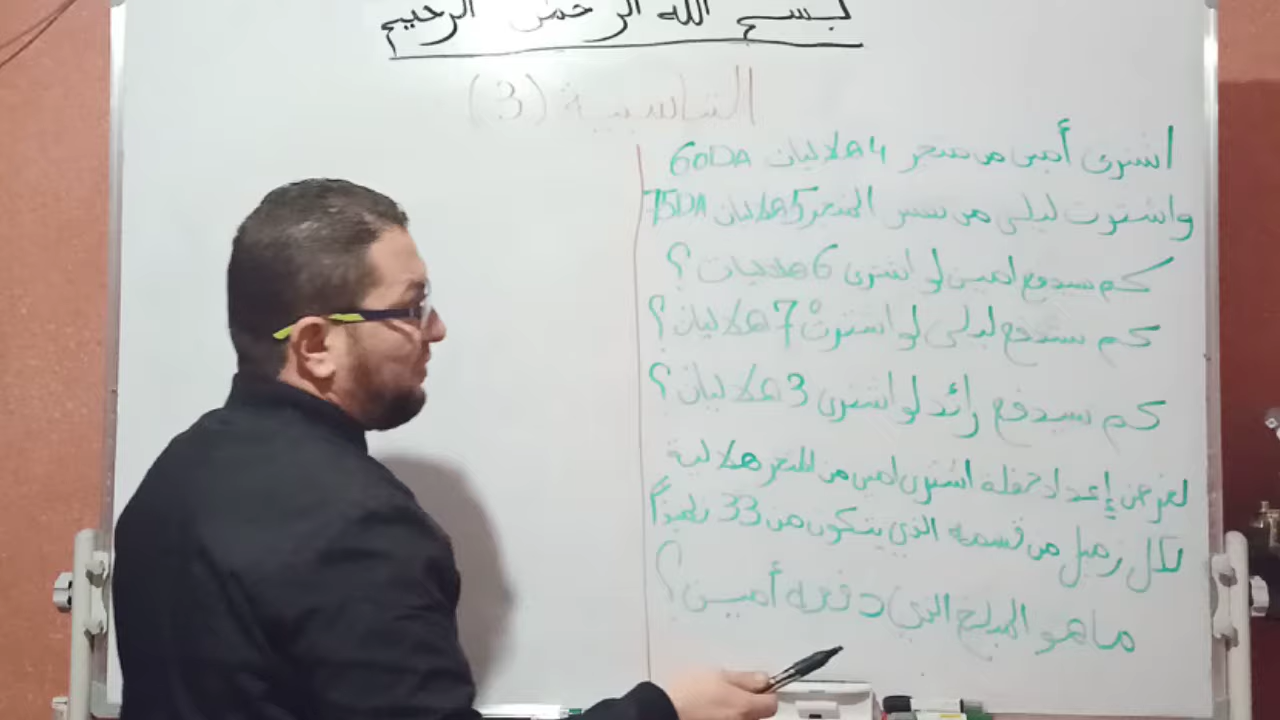 بسم الله الرحمن الرحيم
التناسبية (3)
اشترى أمين من متجر 4 هلاليات 60DA
واشترت ليلى من نفس المتجر 5 هلاليات 75DA
كم سيدفع أمين لو اشترى 6 هلاليات؟
كم ستدفع ليلى لو اشترتْ 7 هلاليات؟
كم سيدفع رائد لو اشترى 3 هلاليات؟
لغرض إعداد حفلة اشترى أمين من المتجر هلالية
لكل زميل من قسمه الذي يتكون من 33 تلميذاً
ما هو المبلغ الذي دفعه أمين؟